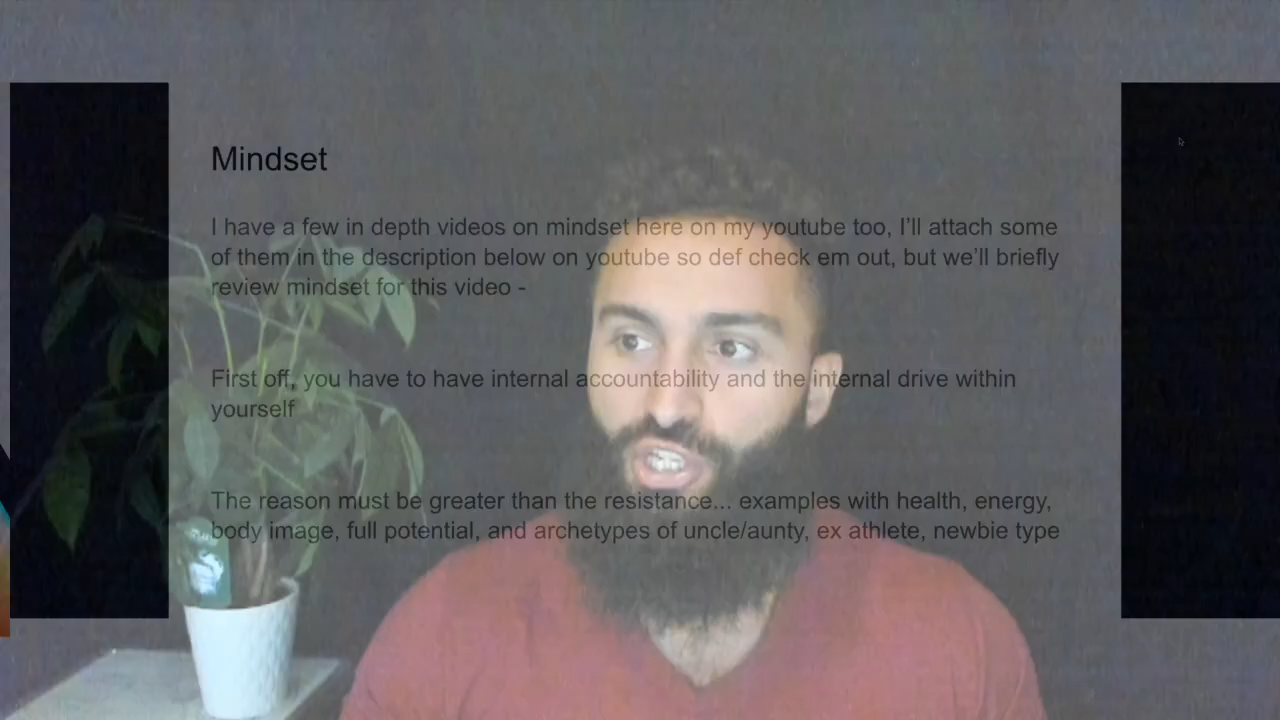 Mindset
I have a few in depth videos on mindset here on my youtube too, I'll attach some
of them in the description below on youtube so def check em out, but we'll briefly
review mindset for this video -
First off, you have to have internal accountability and the internal drive within
yourself
The reason must be greater than the resistance... examples with health, energy,
body image, full potential, and archetypes of uncle/aunty, ex athlete, newbie type